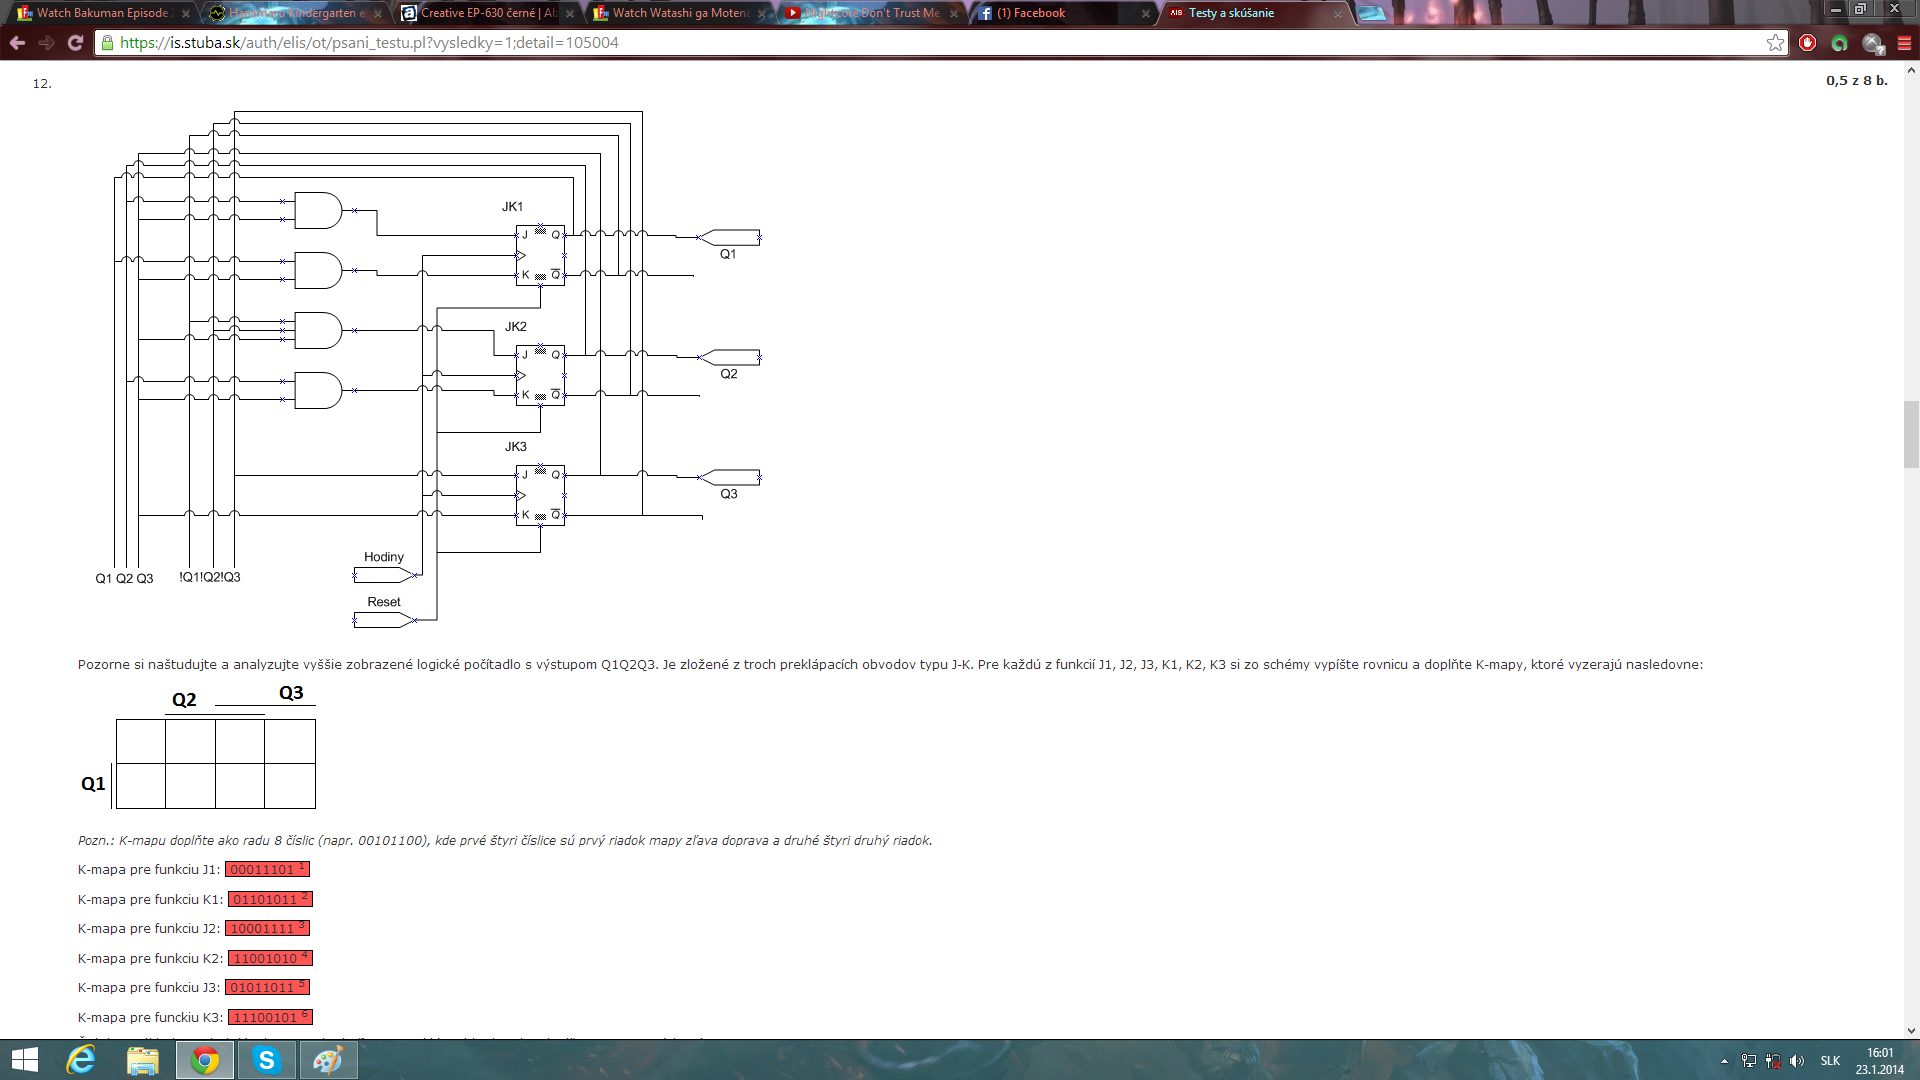 Watch Bakuman Episode
Hanamaru Kindergarten e
Creative EP-630 černé | Al
Watch Watashi ga Motena
Nightcore Don't Trust Me
(1) Facebook
Testy a skúšanie
https://is.stuba.sk/auth/elis/ot/psani_testu.pl?vysledky=1;detail=105004
12.
0,5 z 8 b.
JK1
J Q
K Q
Q1
JK2
J Q
K Q
Q2
JK3
J Q
K Q
Q3
Hodiny
Q1 Q2 Q3 !Q1!Q2!Q3
Reset
Pozorne si naštudujte a analyzujte vyššie zobrazené logické počítadlo s výstupom Q1Q2Q3. Je zložené z troch preklápacích obvodov typu J-K. Pre každú z funkcií J1, J2, J3, K1, K2, K3 si zo schémy vypíšte rovnicu a doplňte K-mapy, ktoré vyzerajú nasledovne:
Q2 Q3
Q1
Pozn.: K-mapu doplňte ako radu 8 číslic (napr. 00101100), kde prvé štyri číslice sú prvý riadok mapy zľava doprava a druhé štyri druhý riadok.
K-mapa pre funkciu J1: 00011101 1
K-mapa pre funkciu K1: 01101011 2
K-mapa pre funkciu J2: 10001111 3
K-mapa pre funkciu K2: 11001010 4
K-mapa pre funkciu J3: 01011011 5
K-mapa pre funckiu K3: 11100101 6
SLK
16:01
23.1.2014